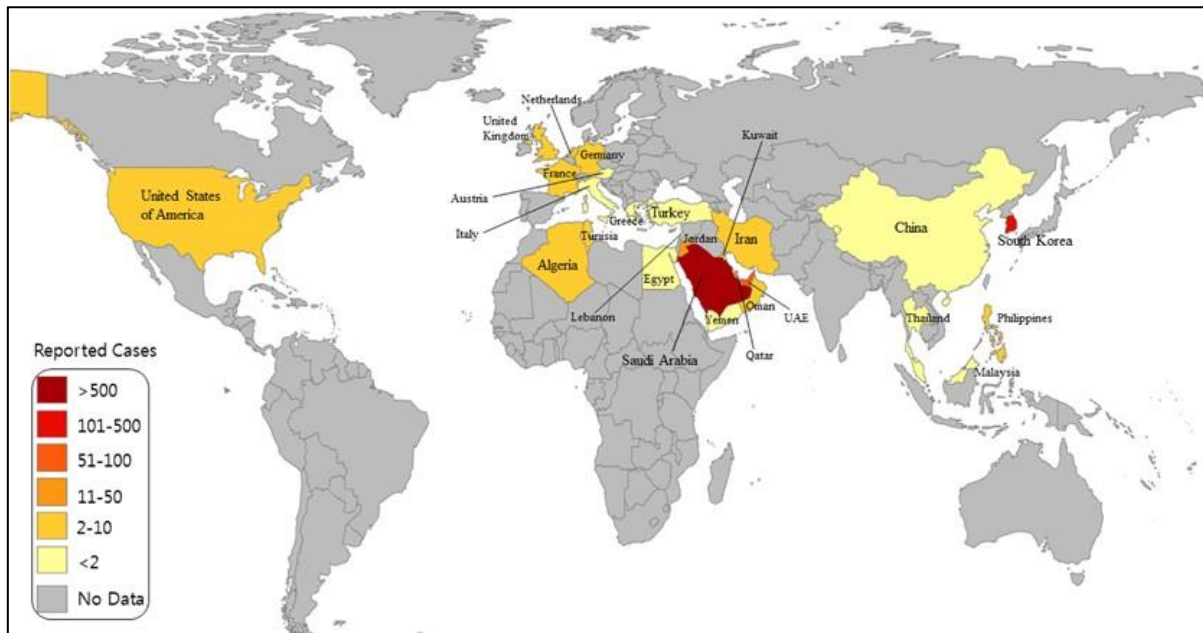 Netherlands
United
Kingdom
Germany
France
Kuwait
United States
of America
Austria
Italy
Greece
Turkey
China
South Korea
Tunisia
Jordan
Iran
Algeria
Egypt
Lebanon
Yemen
Oman
UAE
Thailand
Philippines
Saudi Arabia
Qatar
Malaysia
Reported Cases
>500
101-500
51-100
11-50
2-10
<2
No Data